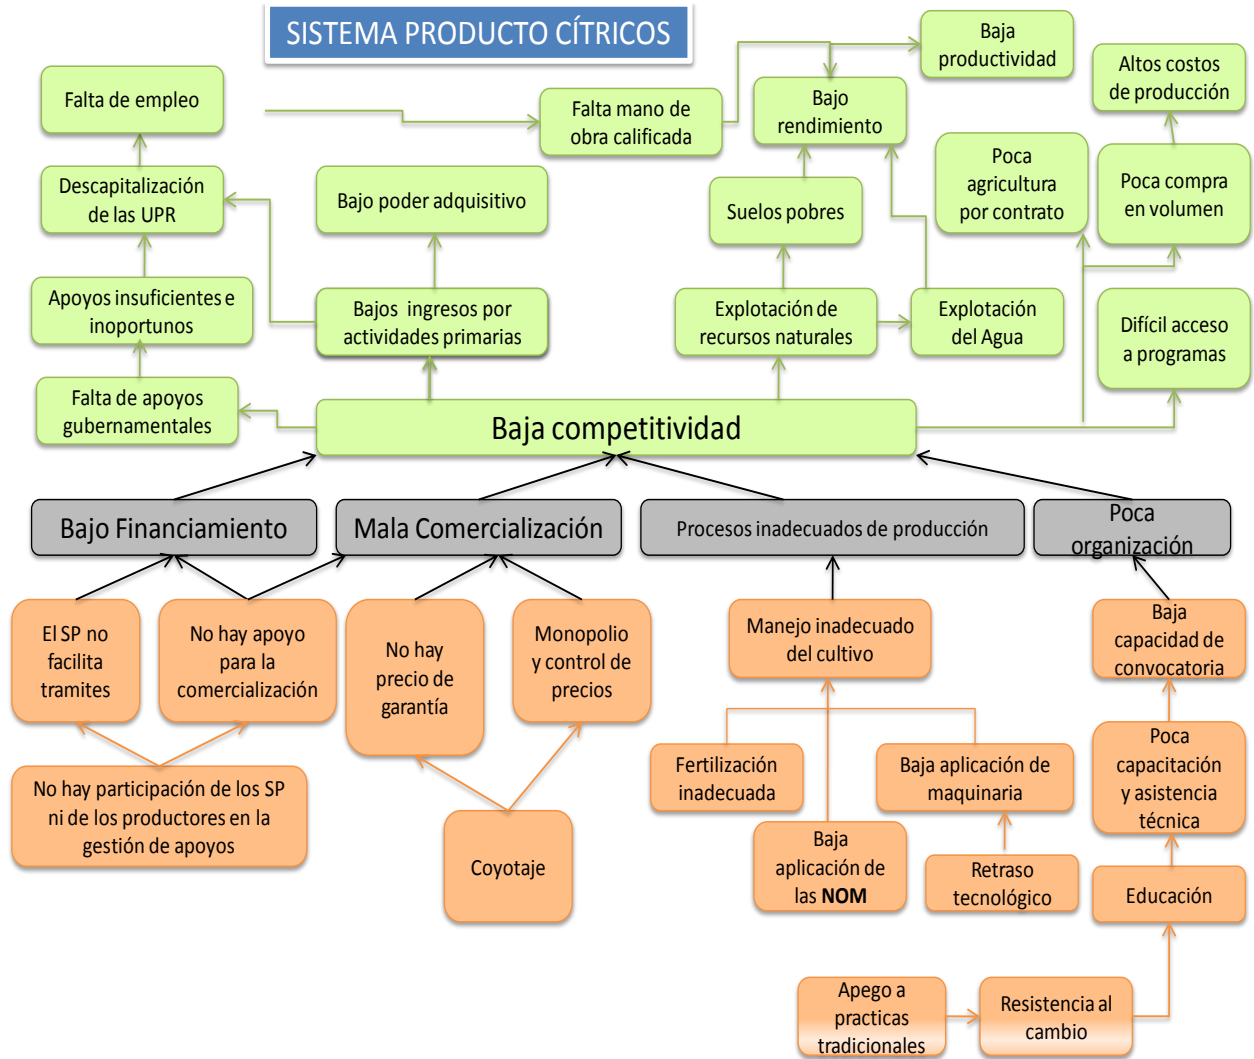 SISTEMA PRODUCTO CÍTRICOS
Baja
productividad
Altos costos
de producción
Falta de empleo
Falta mano de
obra calificada
Bajo
rendimiento
Poca
agricultura
por contrato
Poca compra
en volumen
Descapitalización
de las UPR
Bajo poder adquisitivo
Suelos pobres
Apoyos insuficientes e
inoportunos
Bajos ingresos por
actividades primarias
Explotación de
recursos naturales
Explotación
del Agua
Difícil acceso
a programas
Falta de apoyos
gubernamentales
Baja competitividad
Bajo Financiamiento
Mala Comercialización
Procesos inadecuados de producción
Poca
organización
El SP no
facilita
tramites
No hay apoyo
para la
comercialización
No hay
precio de
garantía
Monopolio
y control de
precios
Manejo inadecuado
del cultivo
Baja
capacidad de
convocatoria
No hay participación de los SP
ni de los productores en la
gestión de apoyos
Coyotaje
Fertilización
inadecuada
Baja aplicación de
maquinaria
Poca
capacitación
y asistencia
técnica
Baja
aplicación de
las NOM
Retraso
tecnológico
Educación
Apego a
practicas
tradicionales
Resistencia al
cambio